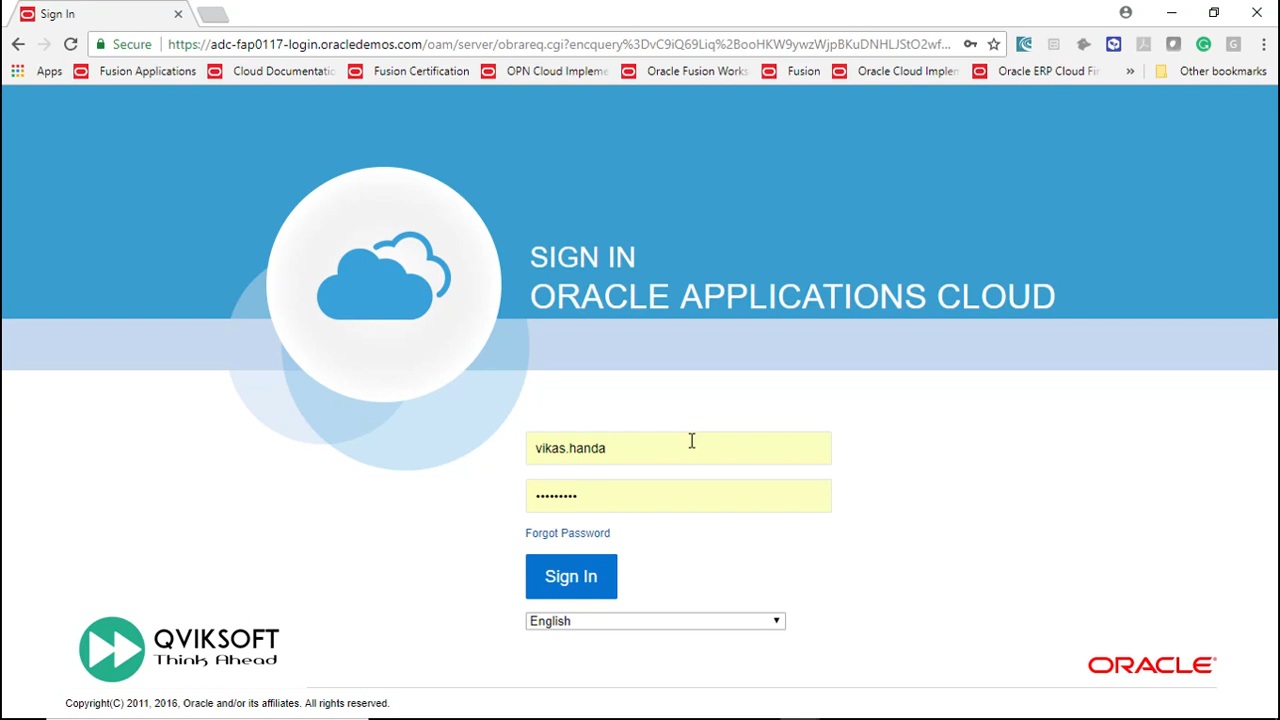 Sign In
Secure
https://adc-fap0117-login.oracledemos.com/oam/server/obrareq.cgi?encquery%3DvC9iQ69Liq%2BooHKW9ywzWjpBKuDNHLJStO2wf...
Apps Fusion Applications Cloud Documentatic Fusion Certification OPN Cloud Impleme Oracle Fusion Works Fusion Oracle Cloud Implem Oracle ERP Cloud Fir » Other bookmarks
SIGN IN
ORACLE APPLICATIONS CLOUD
vikas.handa
•••••••••
Forgot Password
Sign In
English
QVIKSOFT
Think Ahead
ORACLE
Copyright(C) 2011, 2016, Oracle and/or its affiliates. All rights reserved.